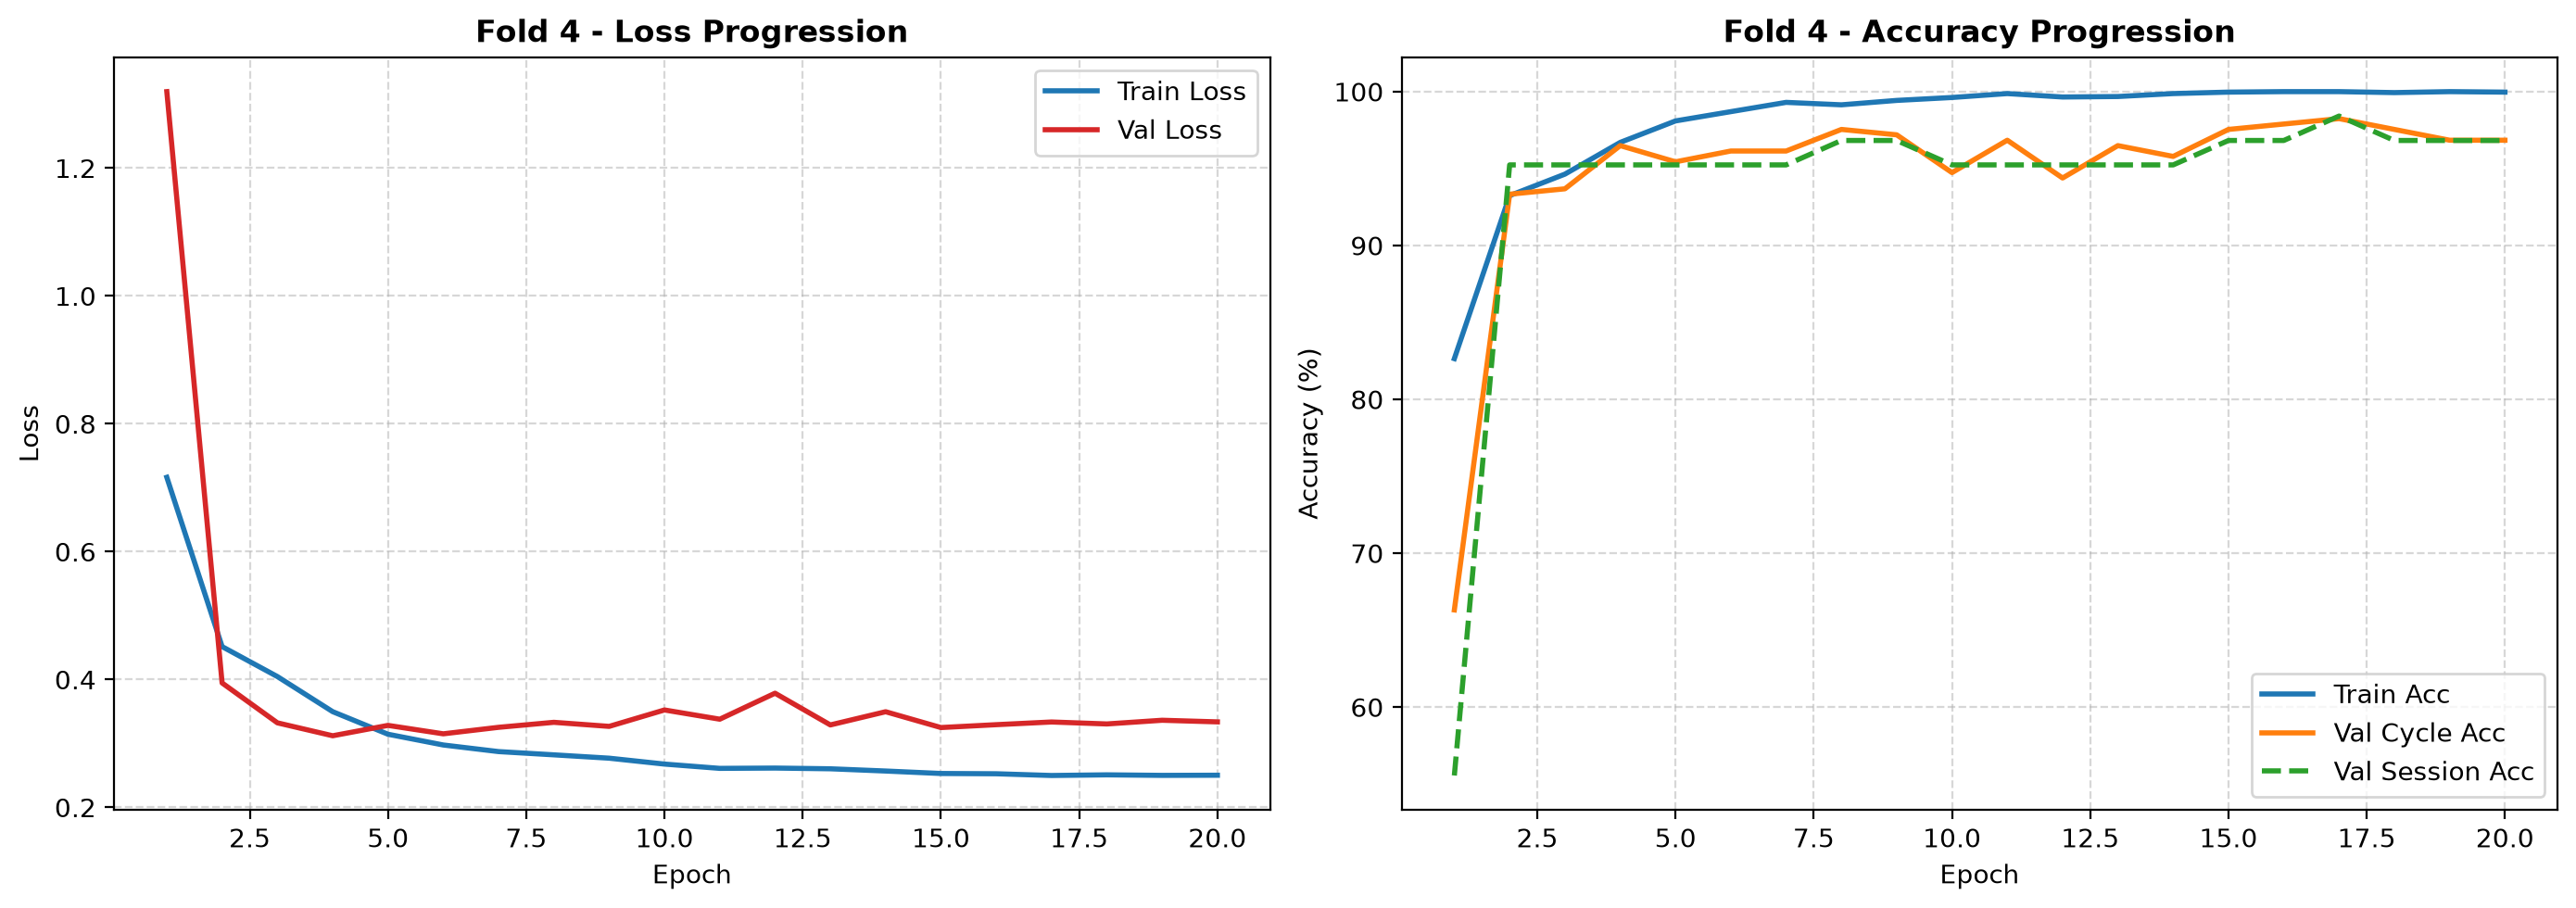 Fold 4 - Loss Progression
Train Loss
Val Loss
1.2
1.0
0.8
0.6
0.4
0.2
Loss
2.5 5.0 7.5 10.0 12.5 15.0 17.5 20.0
Epoch
Fold 4 - Accuracy Progression
100
90
80
70
60
Accuracy (%)
Train Acc
Val Cycle Acc
Val Session Acc
2.5 5.0 7.5 10.0 12.5 15.0 17.5 20.0
Epoch